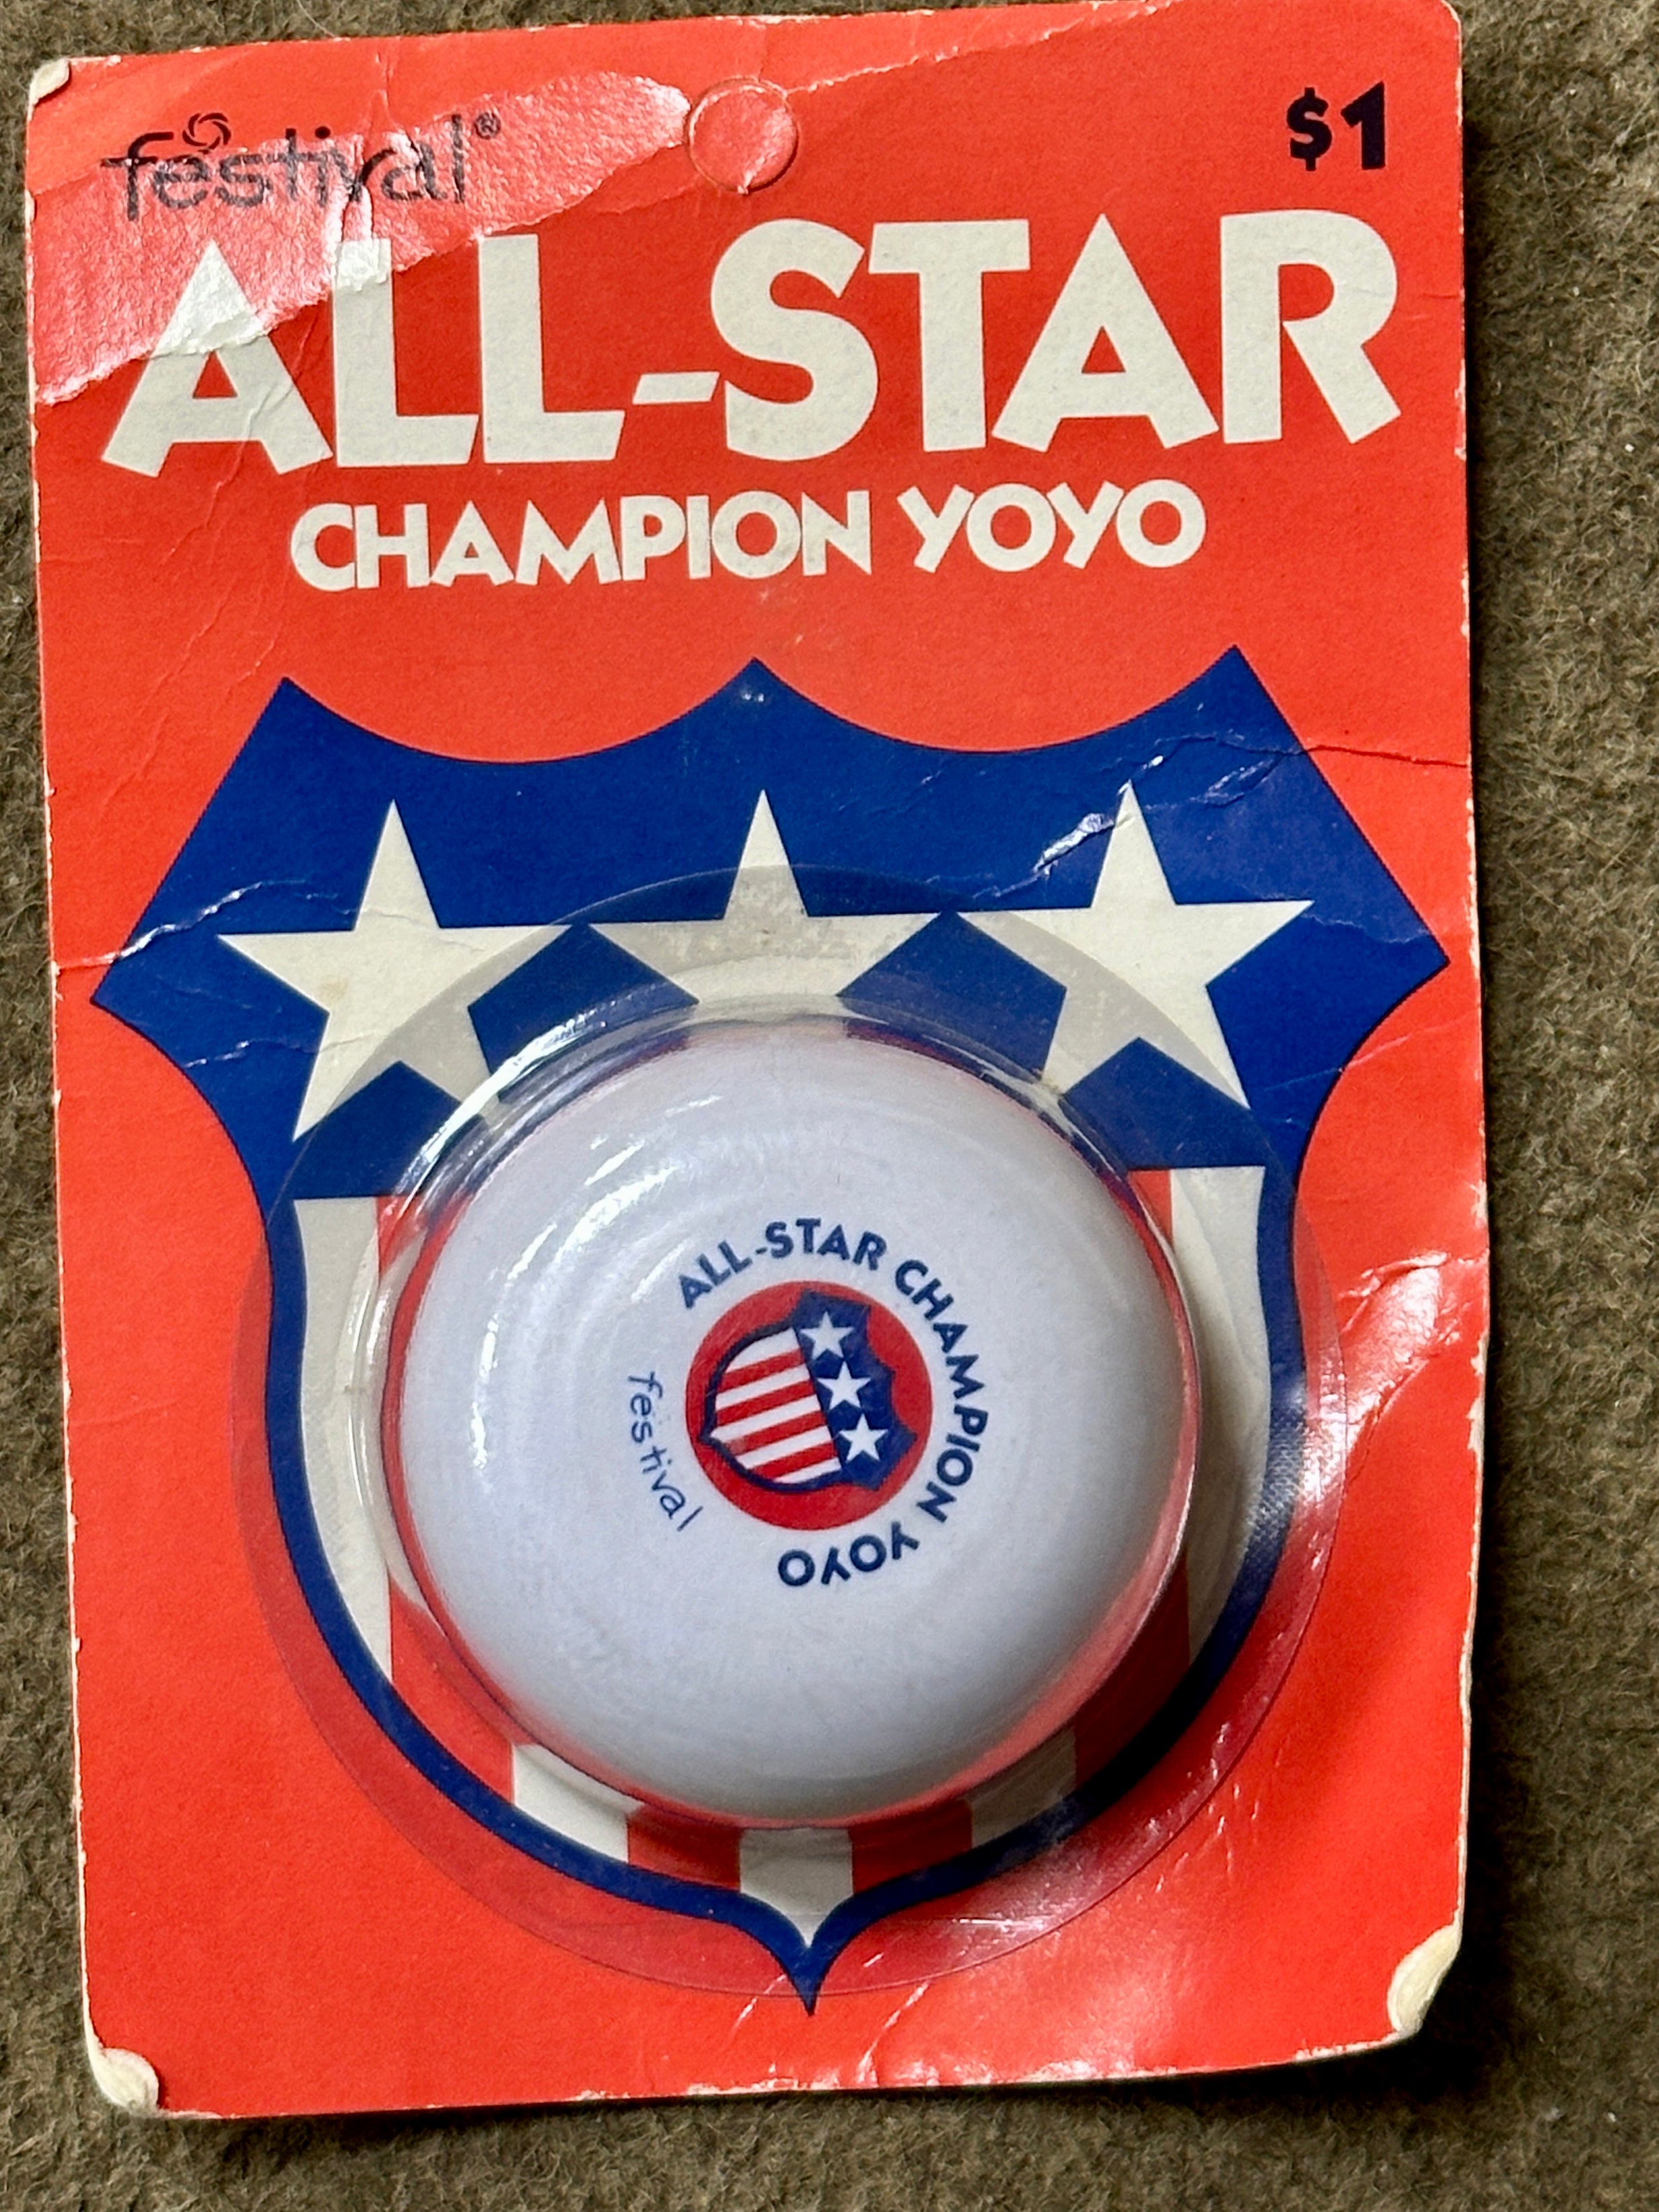 festival®
$1
ALL-STAR
CHAMPION YOYO
ALL-STAR CHAMPION YOYO
festival